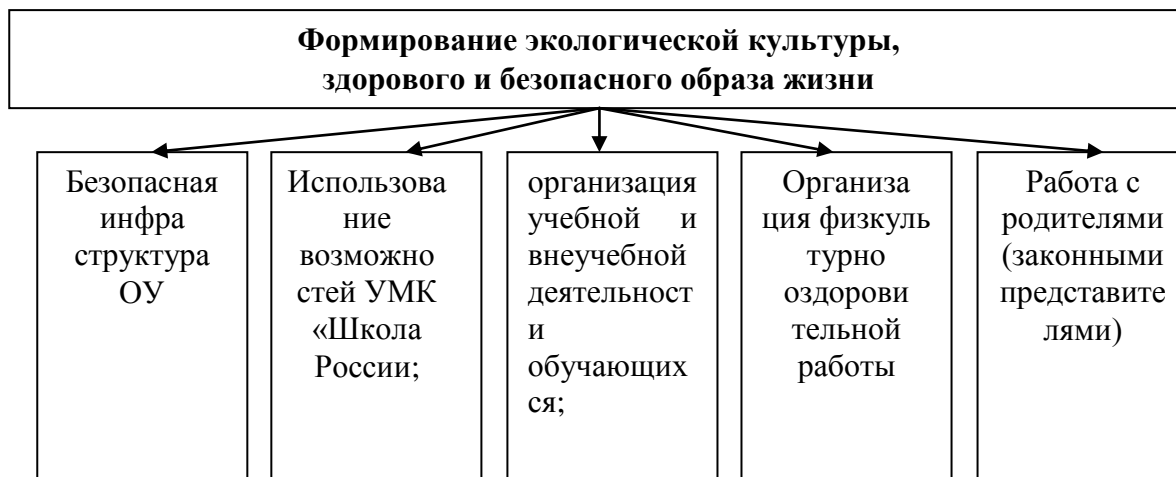 Формирование экологической культуры,
здорового и безопасного образа жизни
Безопасная
инфра
структура
ОУ
Использова
ние
возможно
стей УМК
«Школа
России;
организация
учебной и
внеучебной
деятельност
и
обучающих
ся;
Организа
ция физкуль
турно
оздорови
тельной
работы
Работа с
родителями
(законными
представите
лями)